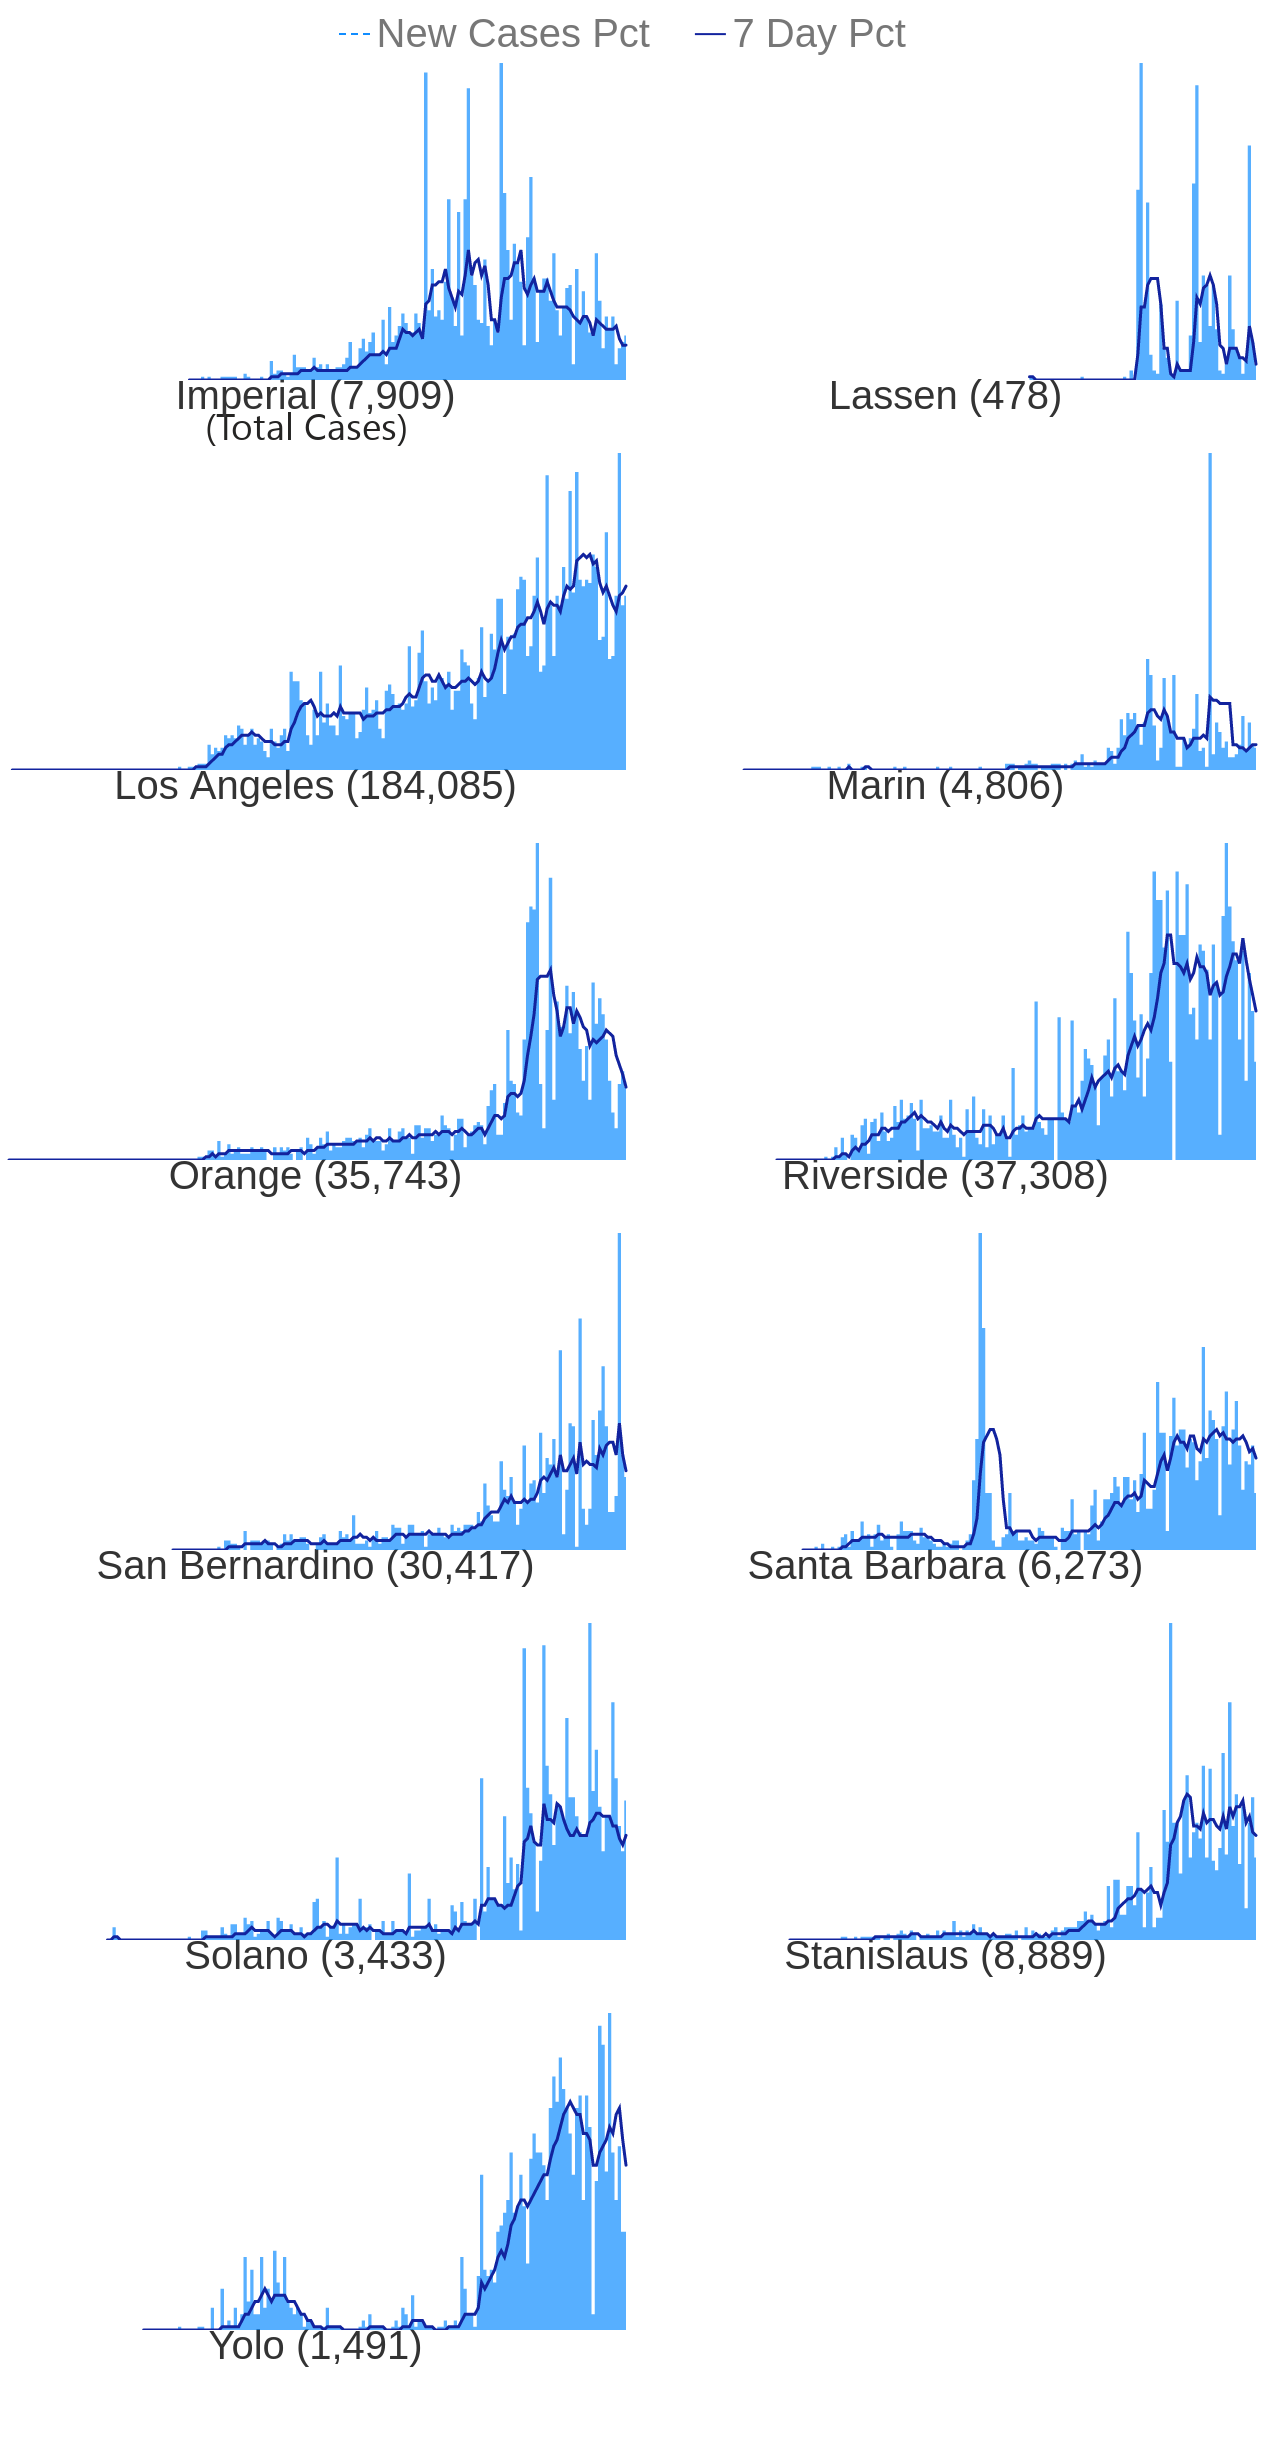 New Cases Pct 7 Day Pct
Imperial (7,909) Lassen (478)
(Total Cases)
Los Angeles (184,085) Marin (4,806)
Orange (35,743) Riverside (37,308)
San Bernardino (30,417) Santa Barbara (6,273)
Solano (3,433) Stanislaus (8,889)
Yolo (1,491)